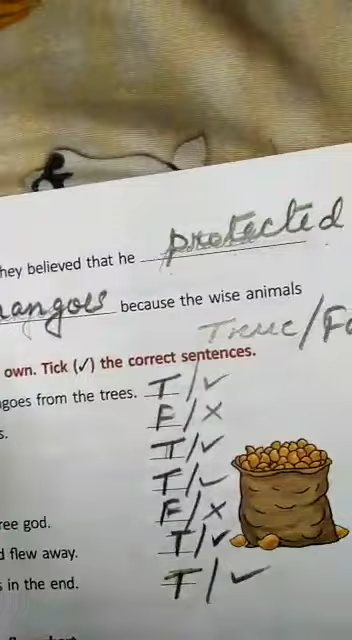 hey believed that he protected
angoes because the wise animals
True/Fa
own. Tick (✓) the correct sentences.
goes from the trees. T/✓
s. F/×
T/✓
T/✓
ree god. F/×
d flew away. T/✓
s in the end. T/✓